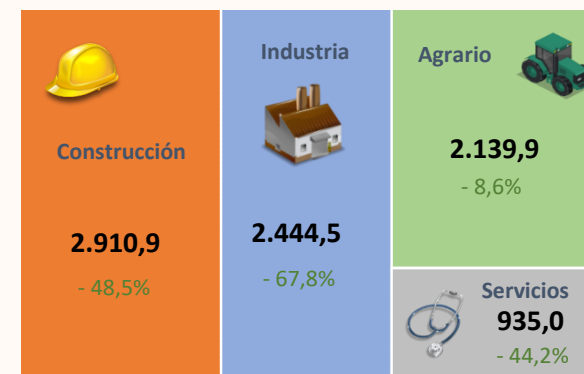 Construcción
2.910,9
- 48,5%
Industria
2.444,5
- 67,8%
Agrario
2.139,9
- 8,6%
Servicios
935,0
- 44,2%